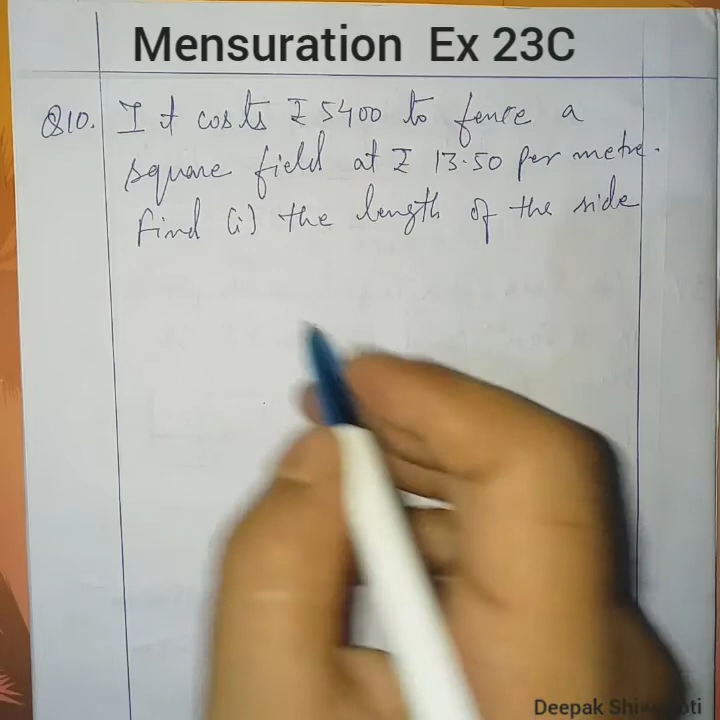 Mensuration Ex 23C
Q10. It costs ₹ 5400 to fence a
square field at ₹ 13.50 per metre.
Find (i) the length of the side
Deepak